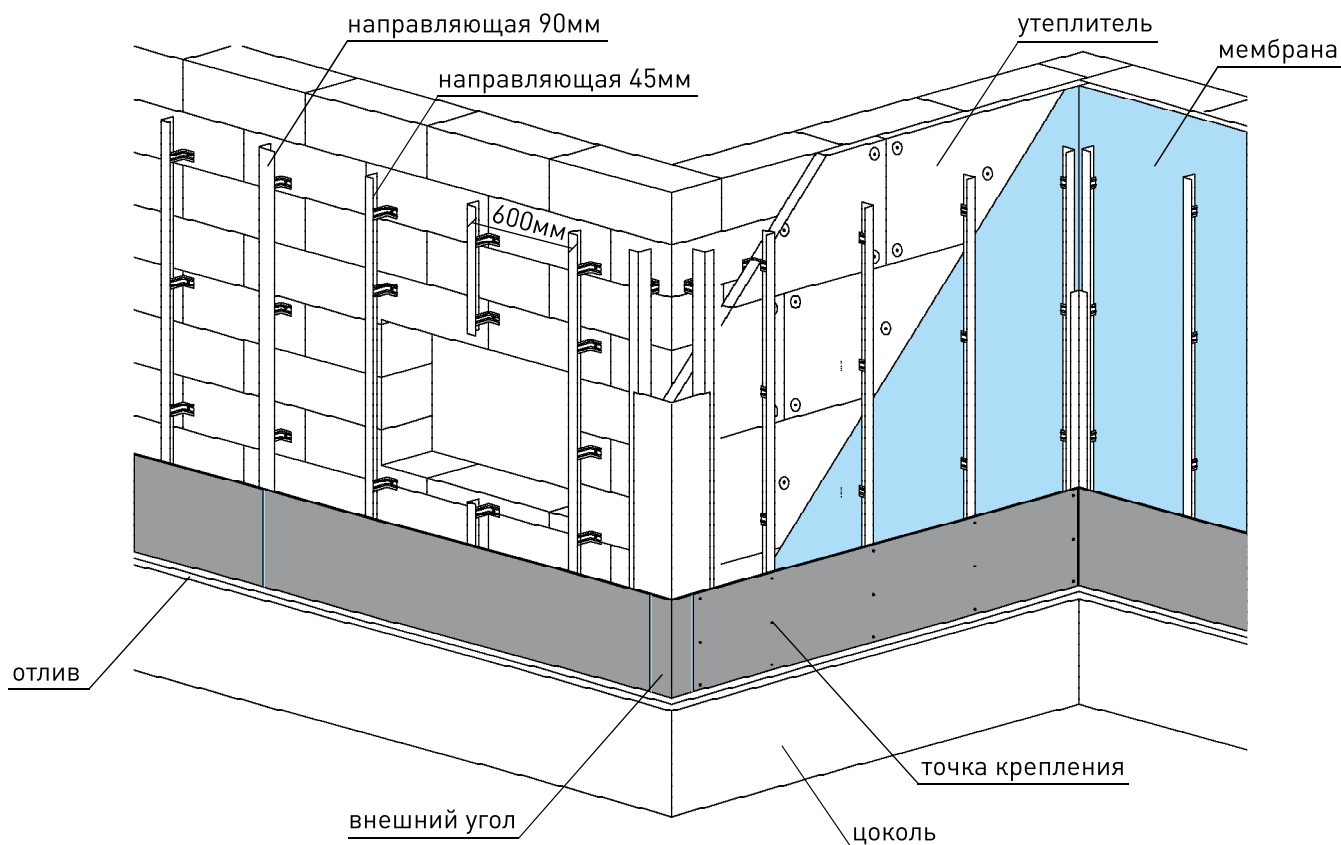 направляющая 90мм
утеплитель
мембрана
направляющая 45мм
600мм
отлив
точка крепления
внешний угол
цоколь